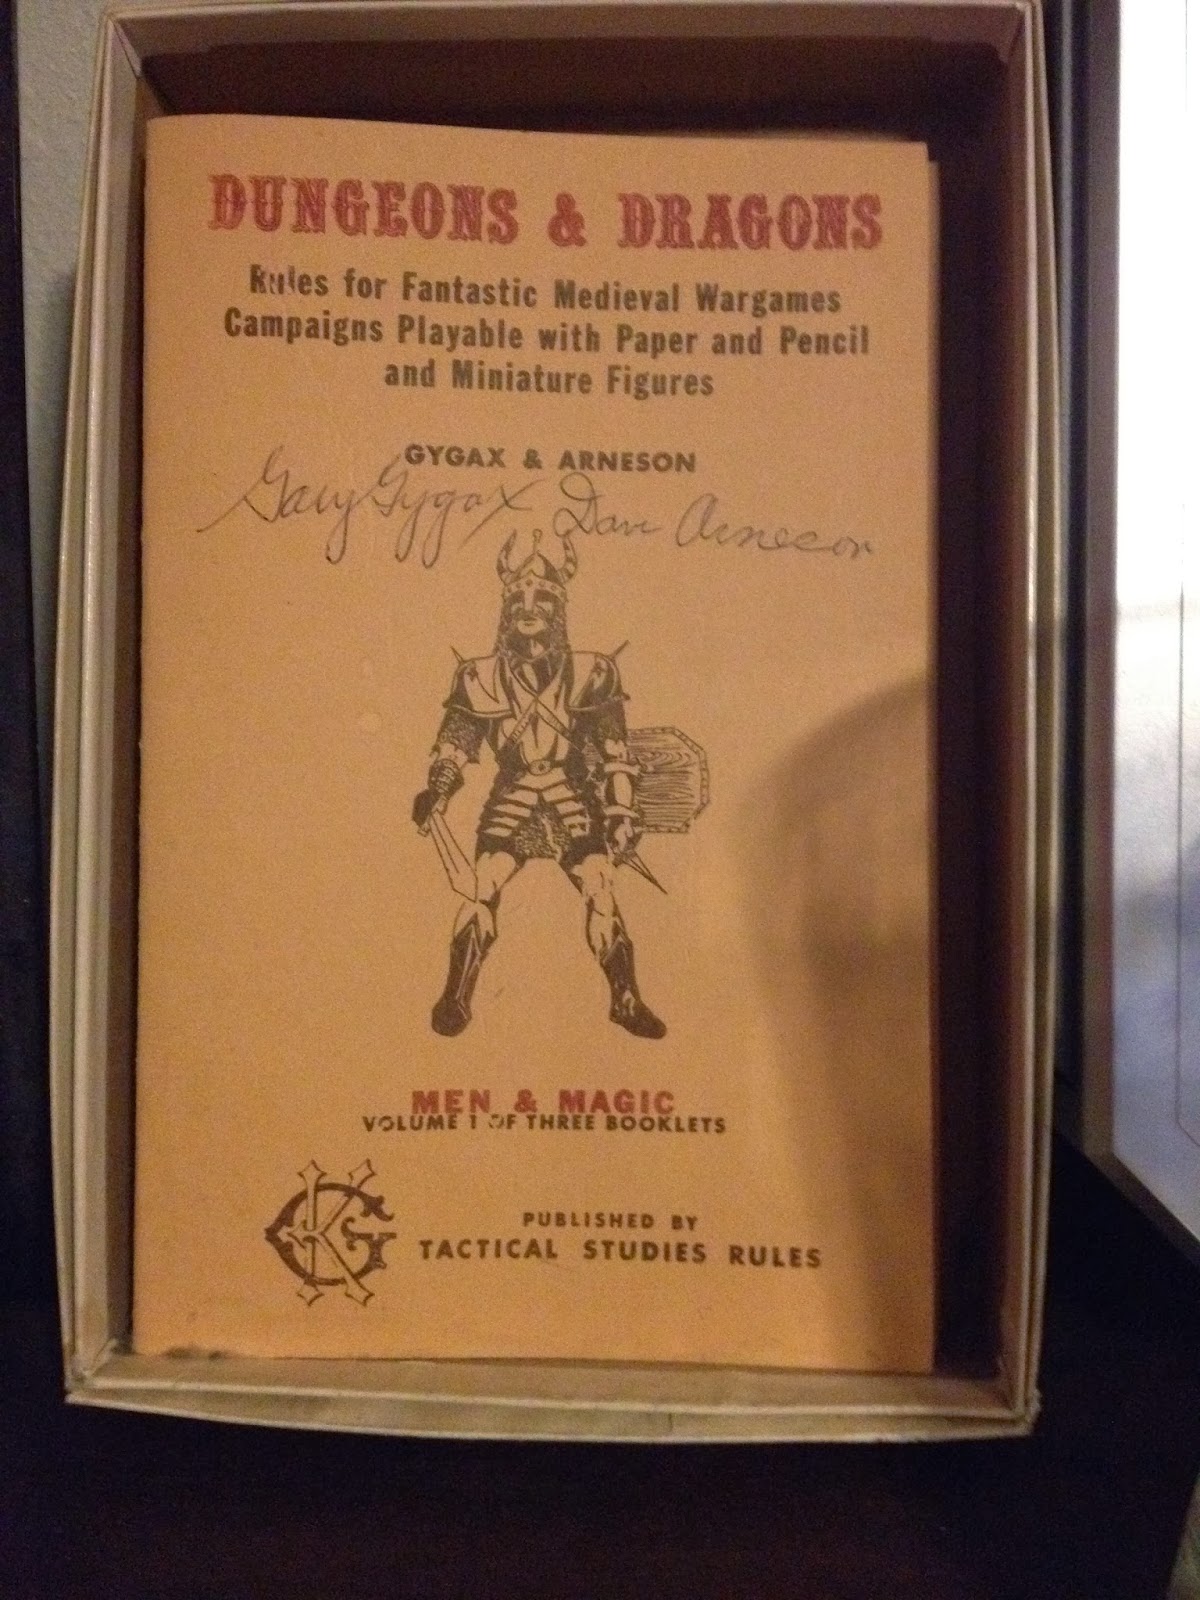 DUNGEONS & DRAGONS
Rules for Fantastic Medieval Wargames
Campaigns Playable with Paper and Pencil
and Miniature Figures
GYGAX & ARNESON
Gary Gygax Dave Arneson
MEN & MAGIC
VOLUME 1 OF THREE BOOKLETS
GK
PUBLISHED BY
TACTICAL STUDIES RULES